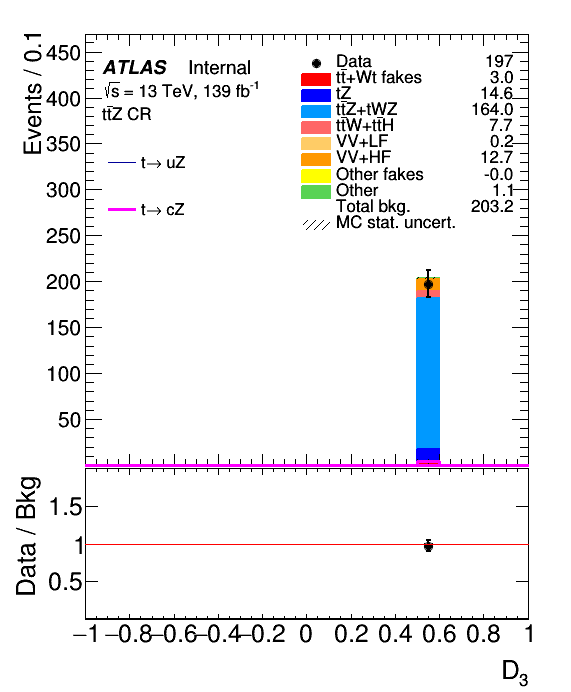 Events / 0.1
450
400
350
300
250
200
150
100
50
ATLAS Internal
√s = 13 TeV, 139 fb⁻¹
tt̄Z CR
t→ uZ
t→ cZ
Data 197
tt̄+Wt fakes 3.0
tZ 14.6
tt̄Z+tWZ 164.0
tt̄W+tt̄H 7.7
VV+LF 0.2
VV+HF 12.7
Other fakes -0.0
Other 1.1
Total bkg. 203.2
MC stat. uncert.
Data / Bkg
1.5
1
0.5
−1 −0.8 −0.6 −0.4 −0.2 0 0.2 0.4 0.6 0.8 1
D₃